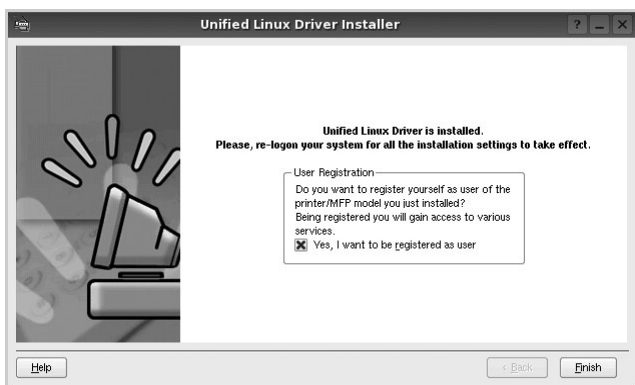 Unified Linux Driver Installer
Unified Linux Driver is installed.
Please, re-logon your system for all the installation settings to take effect.
User Registration
Do you want to register yourself as user of the
printer/MFP model you just installed?
Being registered you will gain access to various
services.
Yes, I want to be registered as user
Help
< Back
Finish